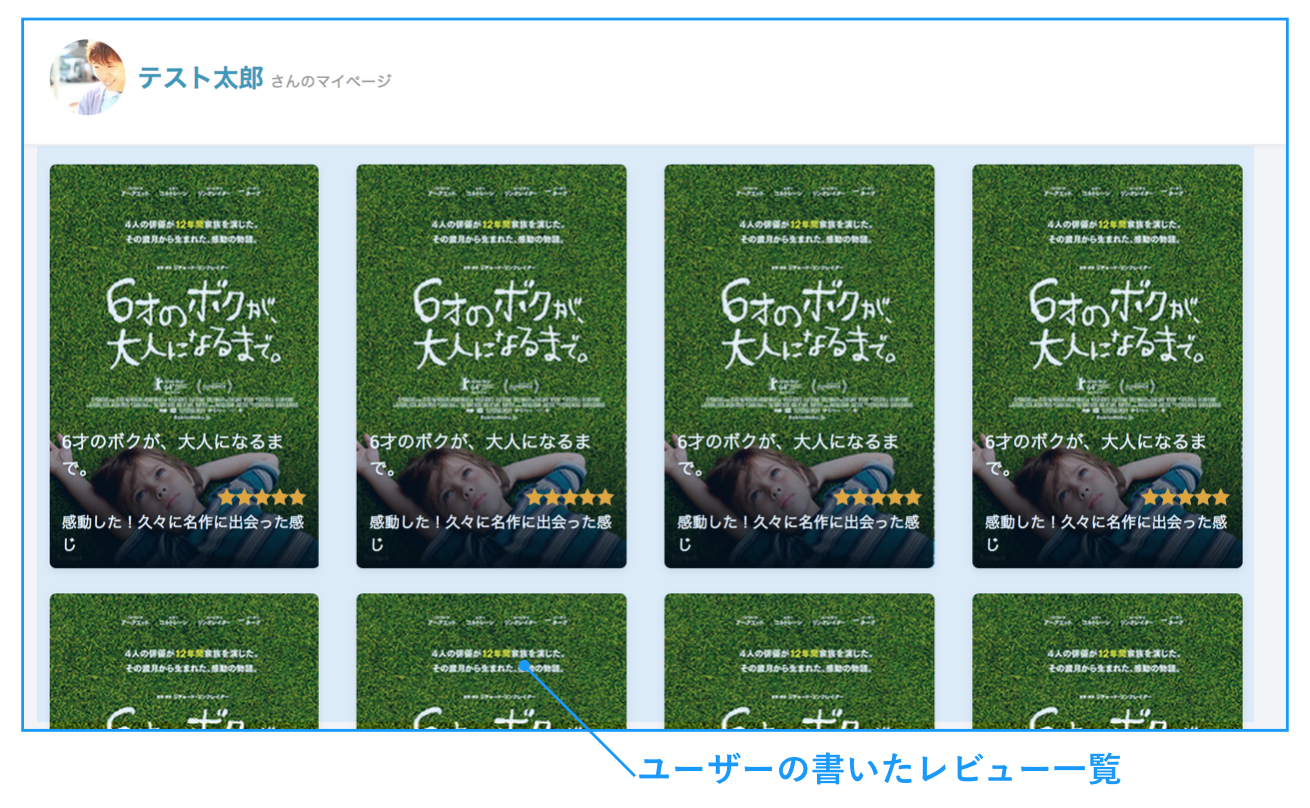 テスト太郎 さんのマイページ
4人の俳優が12年間家族を演じた。
その歳月から生まれた、感動の物語。
6才のボクが、
大人になるまで。
6才のボクが、大人になるま
で。
★★★★★
感動した！久々に名作に出会った感
じ
4人の俳優が12年間家族を演じた。
その歳月から生まれた、感動の物語。
6才のボクが、
大人になるまで。
6才のボクが、大人になるま
で。
★★★★★
感動した！久々に名作に出会った感
じ
4人の俳優が12年間家族を演じた。
その歳月から生まれた、感動の物語。
6才のボクが、
大人になるまで。
6才のボクが、大人になるま
で。
★★★★★
感動した！久々に名作に出会った感
じ
4人の俳優が12年間家族を演じた。
その歳月から生まれた、感動の物語。
6才のボクが、
大人になるまで。
6才のボクが、大人になるま
で。
★★★★★
感動した！久々に名作に出会った感
じ
4人の俳優が12年間家族を演じた。
その歳月から生まれた、感動の物語。
4人の俳優が12年間家族を演じた。
その歳月から生まれた、感動の物語。
4人の俳優が12年間家族を演じた。
その歳月から生まれた、感動の物語。
4人の俳優が12年間家族を演じた。
その歳月から生まれた、感動の物語。
ユーザーの書いたレビュー一覧